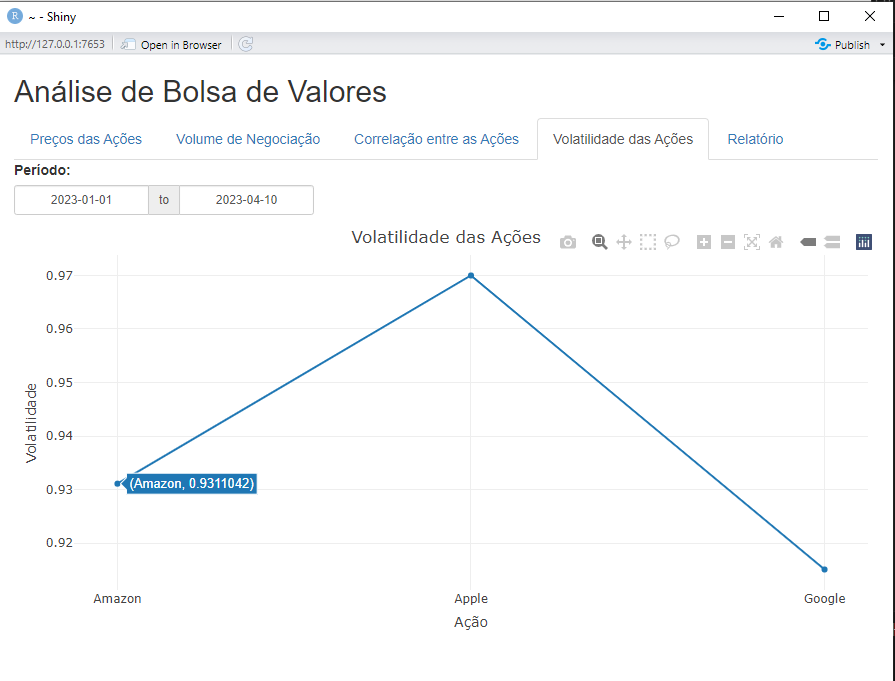 ~ - Shiny
http://127.0.0.1:7653 Open in Browser Publish
Análise de Bolsa de Valores
Preços das Ações Volume de Negociação Correlação entre as Ações Volatilidade das Ações Relatório
Período:
2023-01-01 to 2023-04-10
Volatilidade das Ações
0.97
0.96
0.95
0.94
0.93
0.92
Volatilidade
(Amazon, 0.9311042)
Amazon Apple Google
Ação